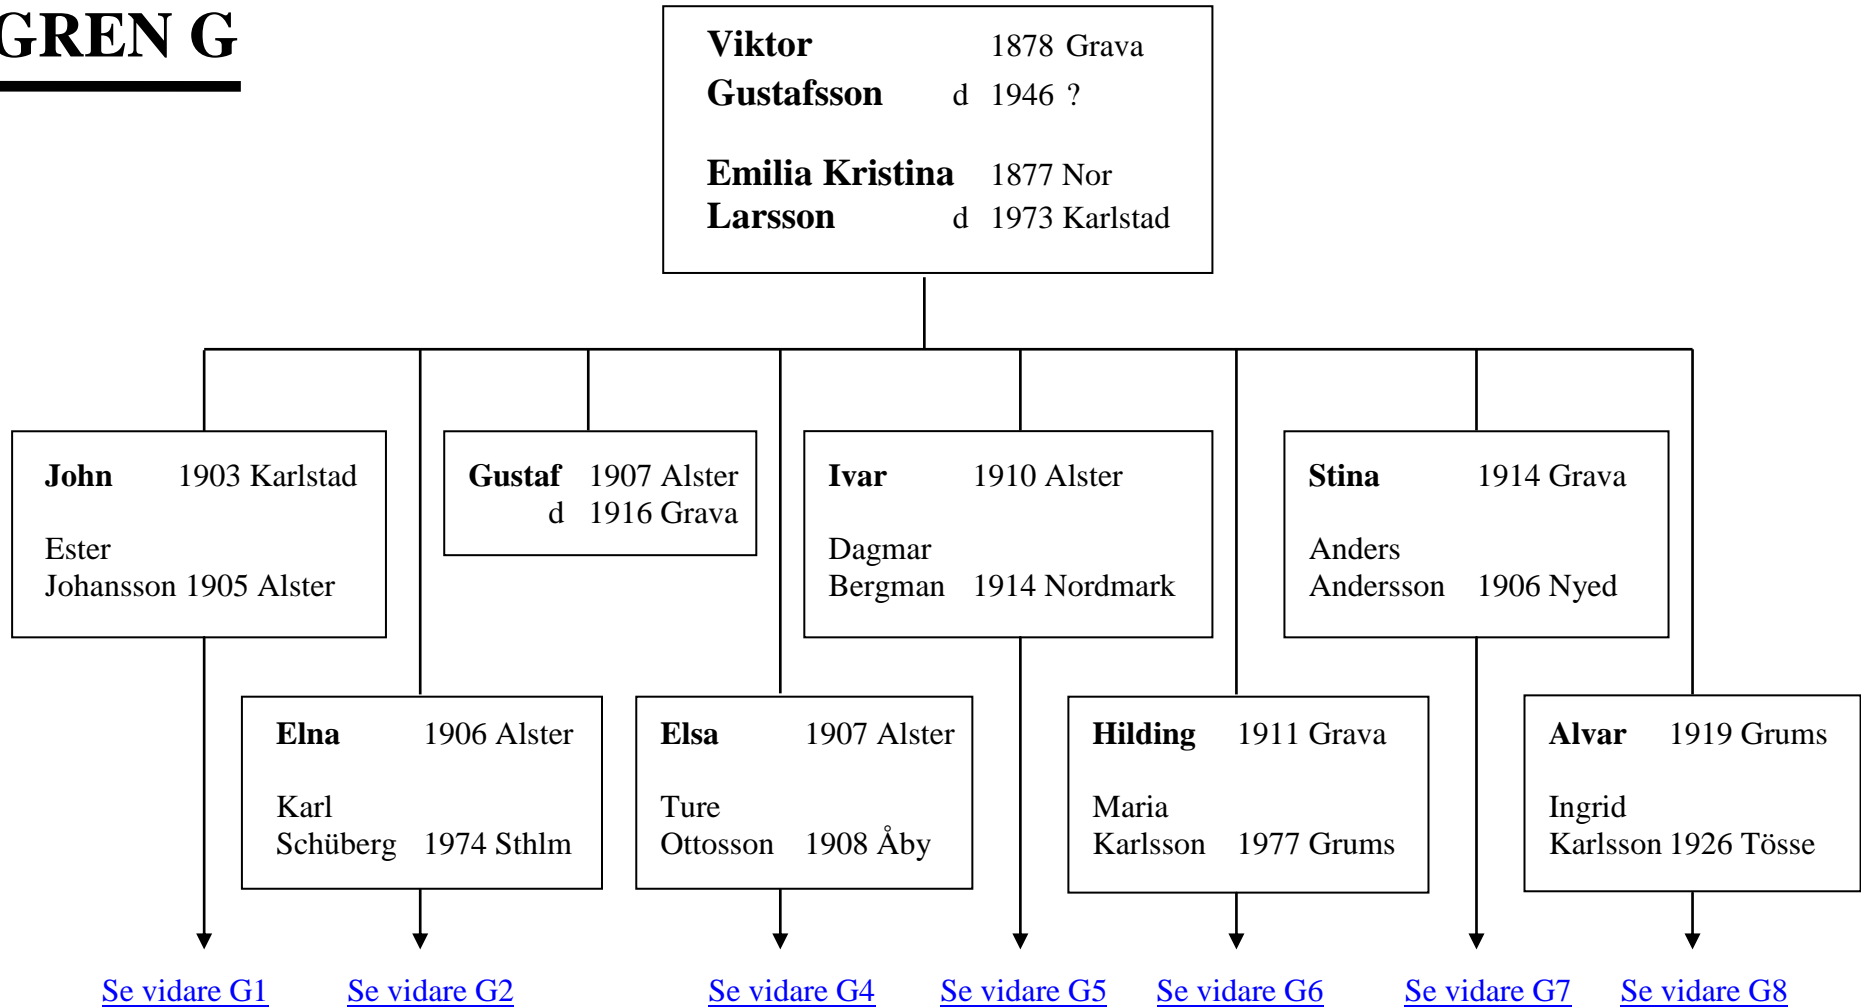 GREN G
Viktor 1878 Grava
Gustafsson d 1946 ?
Emilia Kristina 1877 Nor
Larsson d 1973 Karlstad
John 1903 Karlstad
Ester
Johansson 1905 Alster
Gustaf 1907 Alster
d 1916 Grava
Ivar 1910 Alster
Dagmar
Bergman 1914 Nordmark
Stina 1914 Grava
Anders
Andersson 1906 Nyed
Elna 1906 Alster
Karl
Schüberg 1974 Sthlm
Elsa 1907 Alster
Ture
Ottosson 1908 Åby
Hilding 1911 Grava
Maria
Karlsson 1977 Grums
Alvar 1919 Grums
Ingrid
Karlsson 1926 Tösse
Se vidare G1
Se vidare G2
Se vidare G4
Se vidare G5
Se vidare G6
Se vidare G7
Se vidare G8